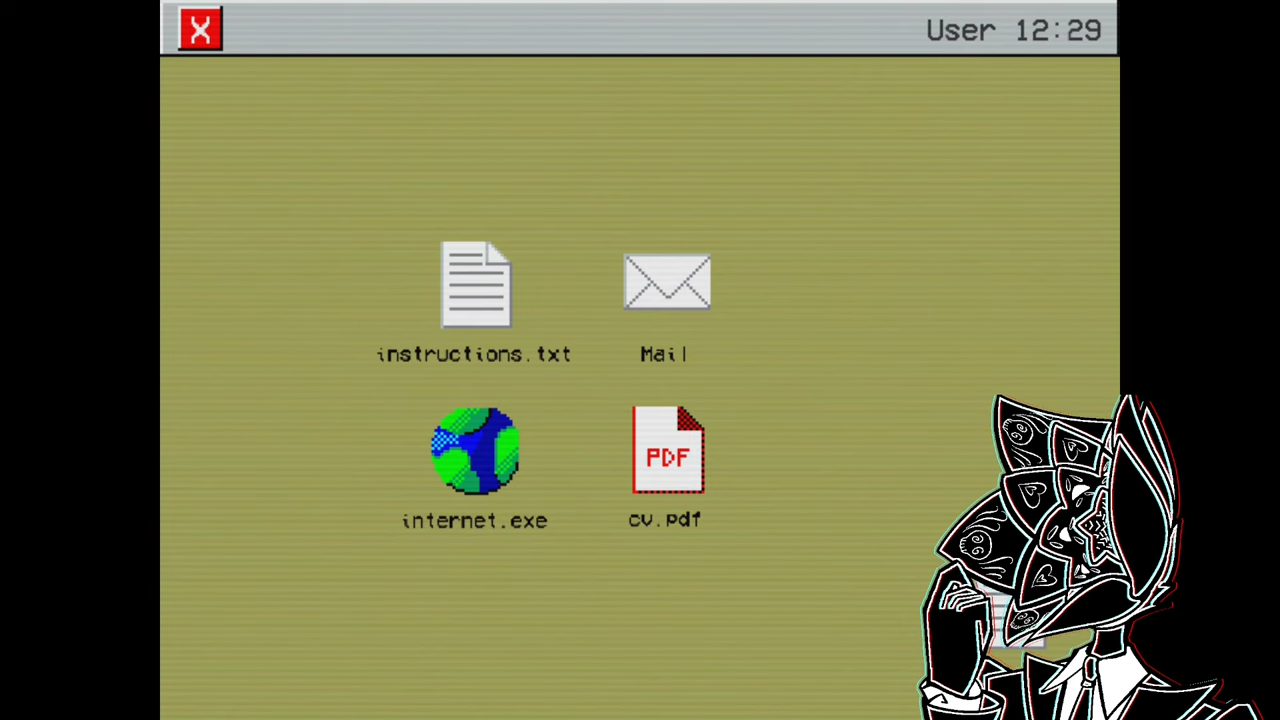 X
User 12:29
instructions.txt
Mail
PDF
internet.exe
cv.pdf